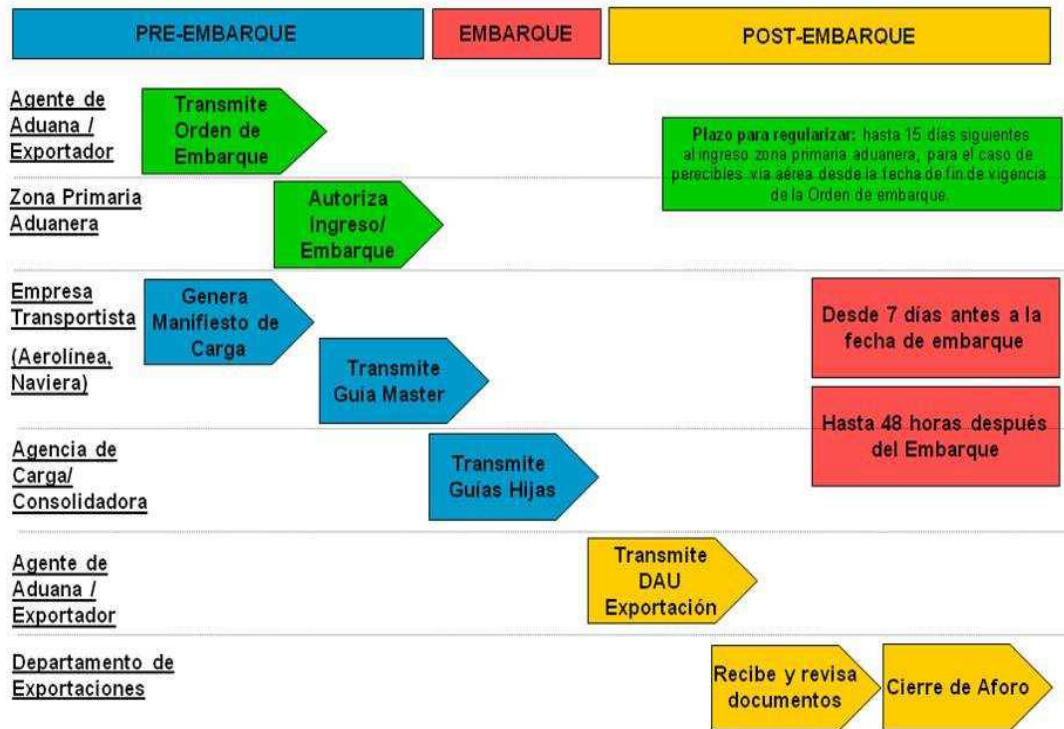 PRE-EMBARQUE
EMBARQUE
POST-EMBARQUE
Agente de
Aduana /
Exportador
Transmite
Orden de
Embarque
Plazo para regularizar: hasta 15 días siguientes
al ingreso zona primaria aduanera, para el caso de
perecibles vía aérea desde la fecha de fin de vigencia
de la Orden de embarque.
Zona Primaria
Aduanera
Autoriza
Ingreso/
Embarque
Empresa
Transportista
(Aerolínea,
Naviera)
Genera
Manifiesto de
Carga
Transmite
Guía Master
Desde 7 días antes a la
fecha de embarque
Hasta 48 horas después
del Embarque
Agencia de
Carga/
Consolidadora
Transmite
Guías Hijas
Agente de
Aduana /
Exportador
Transmite
DAU
Exportación
Departamento de
Exportaciones
Recibe y revisa
documentos
Cierre de Aforo